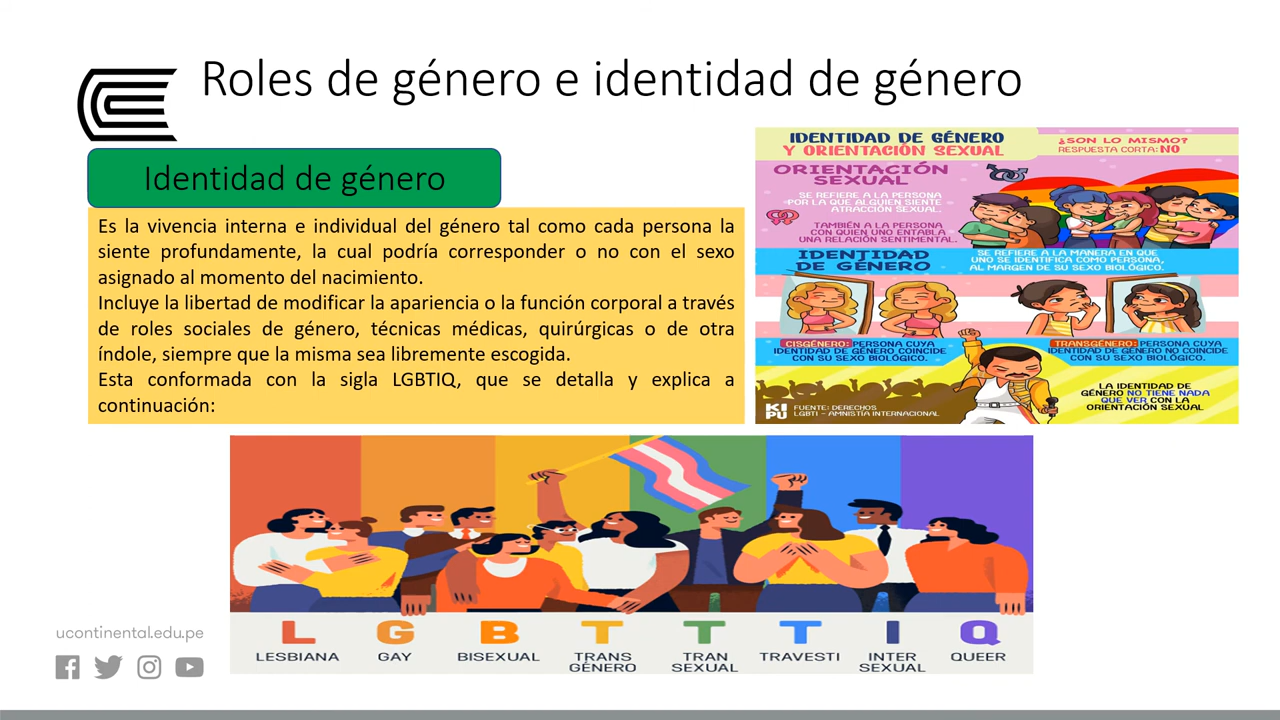 Roles de género e identidad de género
Identidad de género
Es la vivencia interna e individual del género tal como cada persona la
siente profundamente, la cual podría corresponder o no con el sexo
asignado al momento del nacimiento.
Incluye la libertad de modificar la apariencia o la función corporal a través
de roles sociales de género, técnicas médicas, quirúrgicas o de otra
índole, siempre que la misma sea libremente escogida.
Esta conformada con la sigla LGBTIQ, que se detalla y explica a
continuación:
IDENTIDAD DE GÉNERO
Y ORIENTACIÓN SEXUAL
¿SON LO MISMO?
RESPUESTA CORTA: NO
ORIENTACIÓN
SEXUAL
SE REFIERE A LA PERSONA
POR LA QUE ALGUIEN SIENTE
ATRACCIÓN SEXUAL.
TAMBIÉN A LA PERSONA
CON QUIEN UNO ENTABLA
UNA RELACIÓN SENTIMENTAL.
IDENTIDAD
DE GÉNERO
SE REFIERE A LA MANERA EN QUE
UNO SE IDENTIFICA COMO PERSONA,
AL MARGEN DE SU SEXO BIOLÓGICO.
CISGÉNERO: PERSONA CUYA
IDENTIDAD DE GÉNERO COINCIDE
CON SU SEXO BIOLÓGICO.
TRANSGÉNERO: PERSONA CUYA
IDENTIDAD DE GÉNERO NO COINCIDE
CON SU SEXO BIOLÓGICO.
LA IDENTIDAD DE
GÉNERO NO TIENE NADA
QUE VER CON LA
ORIENTACIÓN SEXUAL
KI
PU
FUENTE: DERECHOS
LGBTI - AMNISTÍA INTERNACIONAL
L G B T T T I Q
LESBIANA GAY BISEXUAL TRANS TRAN TRAVESTI INTER QUEER
GÉNERO SEXUAL SEXUAL
ucontinental.edu.pe